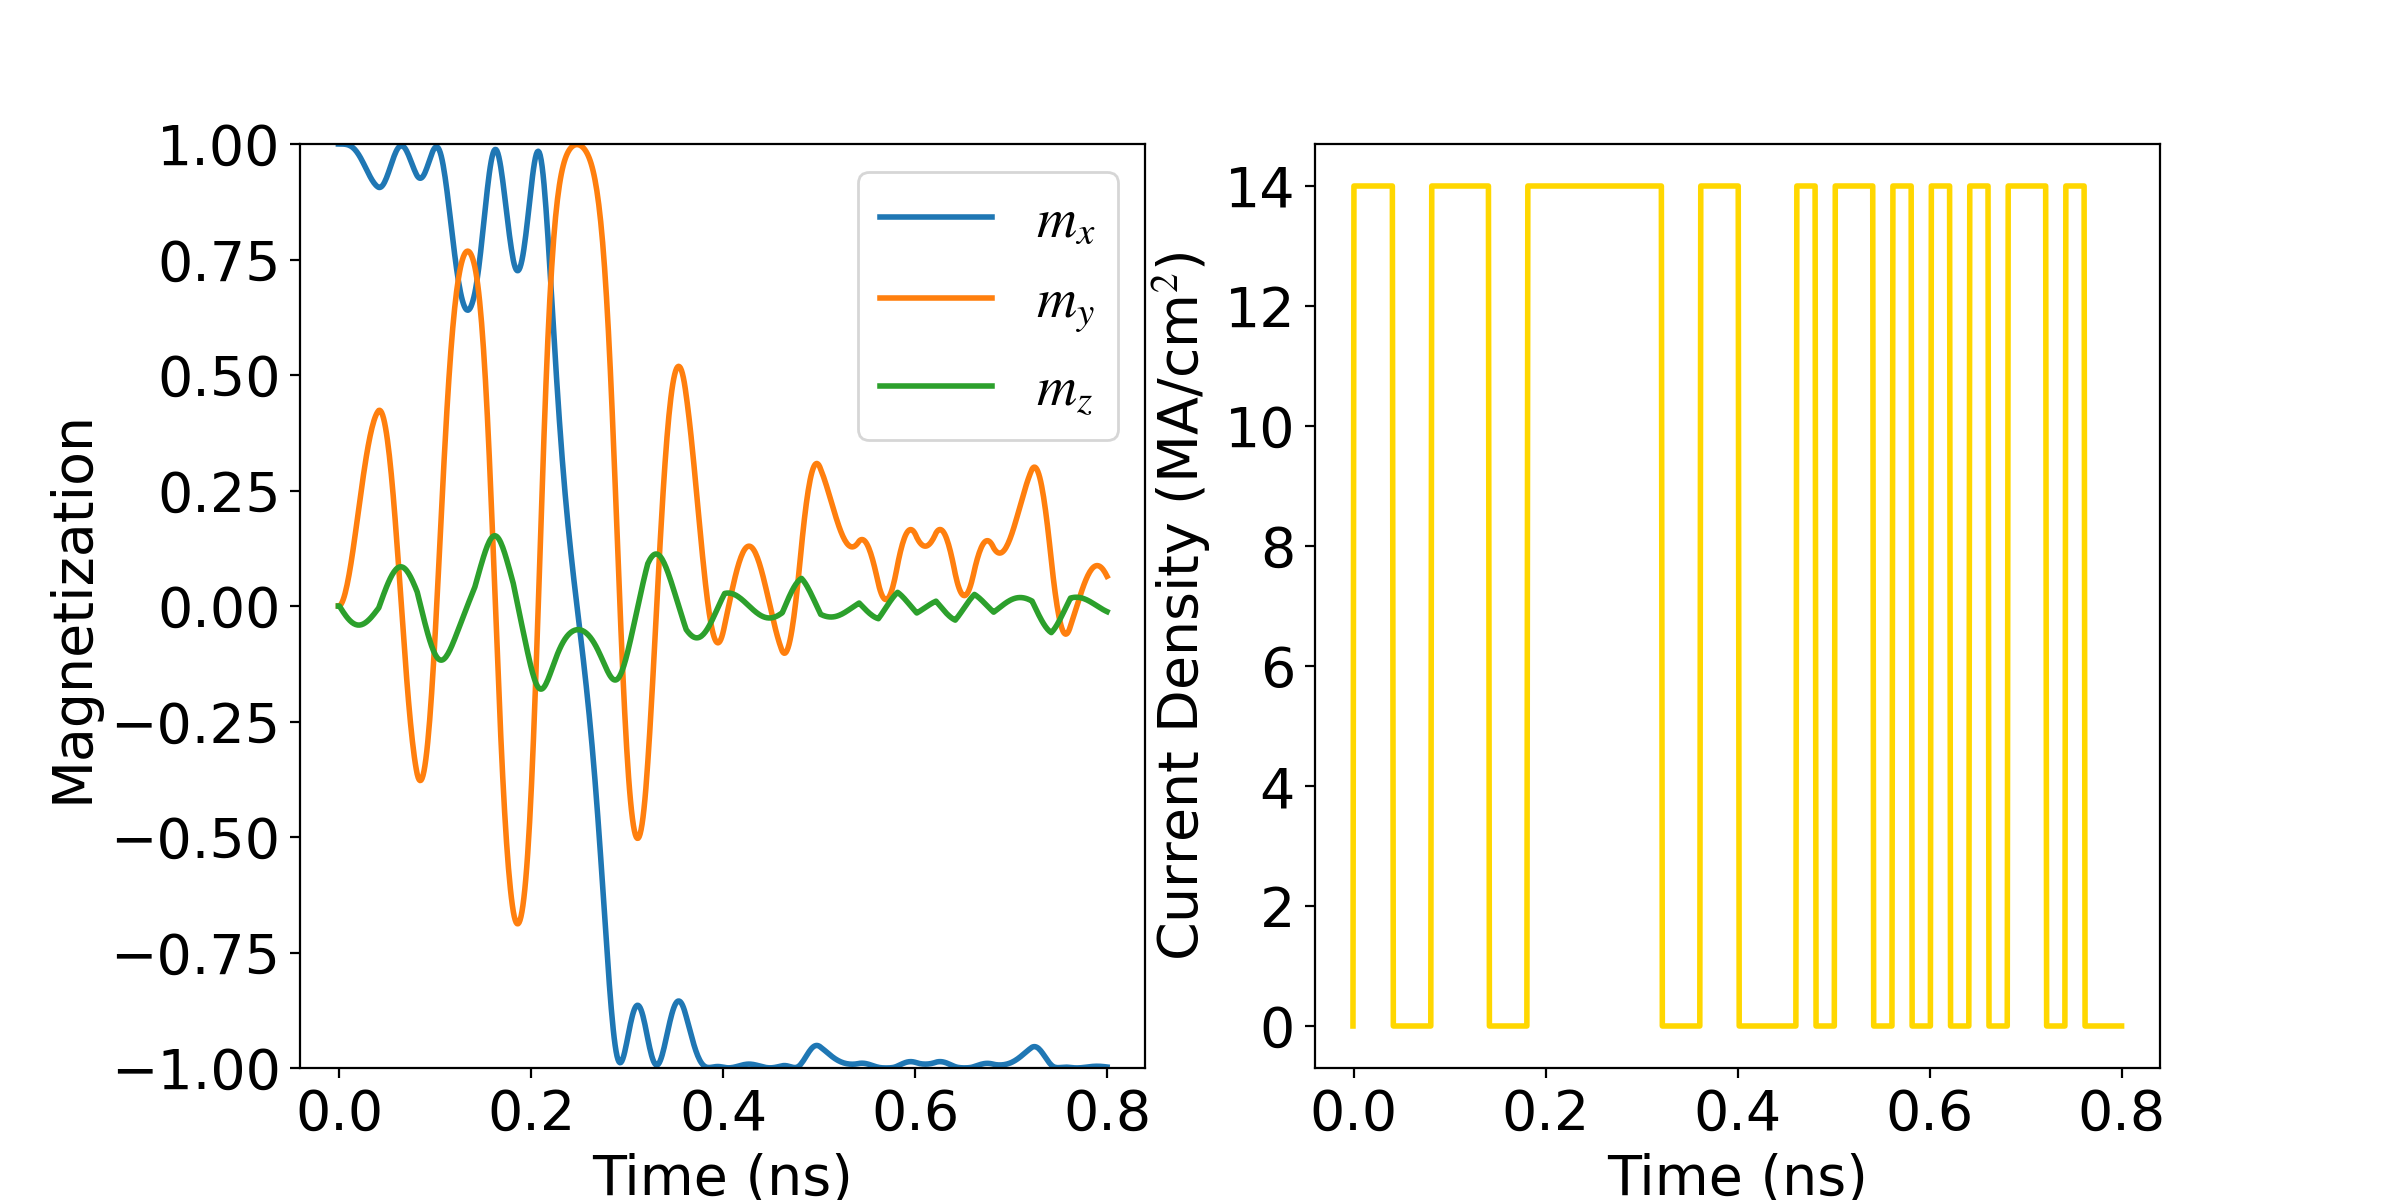 Magnetization
1.00
0.75
0.50
0.25
0.00
−0.25
−0.50
−0.75
−1.00
0.0 0.2 0.4 0.6 0.8
Time (ns)
mₓ
m_y
m_z
Current Density (MA/cm²)
14
12
10
8
6
4
2
0
0.0 0.2 0.4 0.6 0.8
Time (ns)